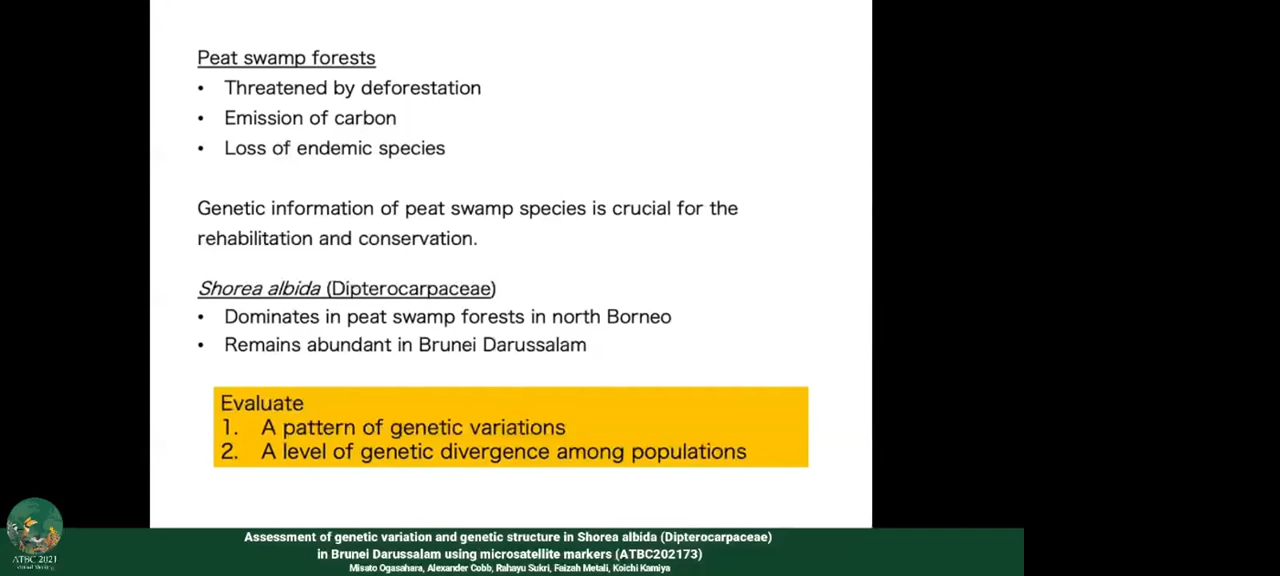 Peat swamp forests
• Threatened by deforestation
• Emission of carbon
• Loss of endemic species
Genetic information of peat swamp species is crucial for the
rehabilitation and conservation.
Shorea albida (Dipterocarpaceae)
• Dominates in peat swamp forests in north Borneo
• Remains abundant in Brunei Darussalam
Evaluate
1. A pattern of genetic variations
2. A level of genetic divergence among populations
Assessment of genetic variation and genetic structure in Shorea albida (Dipterocarpaceae)
in Brunei Darussalam using microsatellite markers (ATBC202173)
Misato Ogasahara, Alexander Cobb, Rahayu Sukri, Faizah Metali, Koichi Kamiya
ATBC 2021